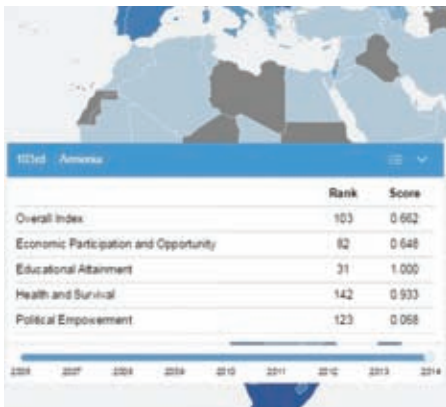 103rd Armenia
Rank Score
Overall Index 103 0.662
Economic Participation and Opportunity 82 0.648
Educational Attainment 31 1.000
Health and Survival 142 0.933
Political Empowerment 123 0.068
2006 2007 2008 2009 2010 2011 2012 2013 2014